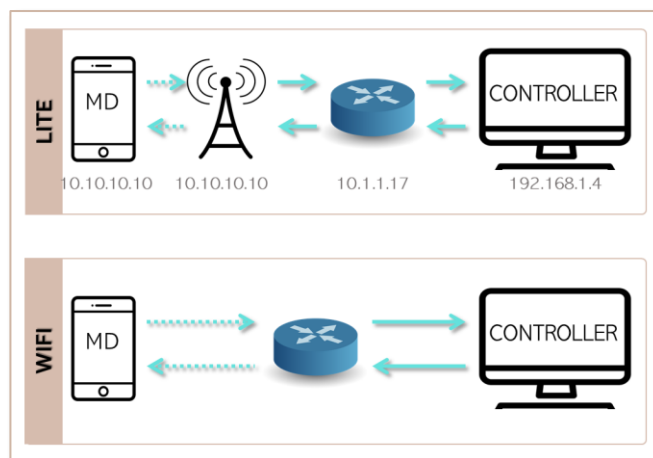 LITE
MD
CONTROLLER
10.10.10.10
10.10.10.10
10.1.1.17
192.168.1.4
WIFI
MD
CONTROLLER